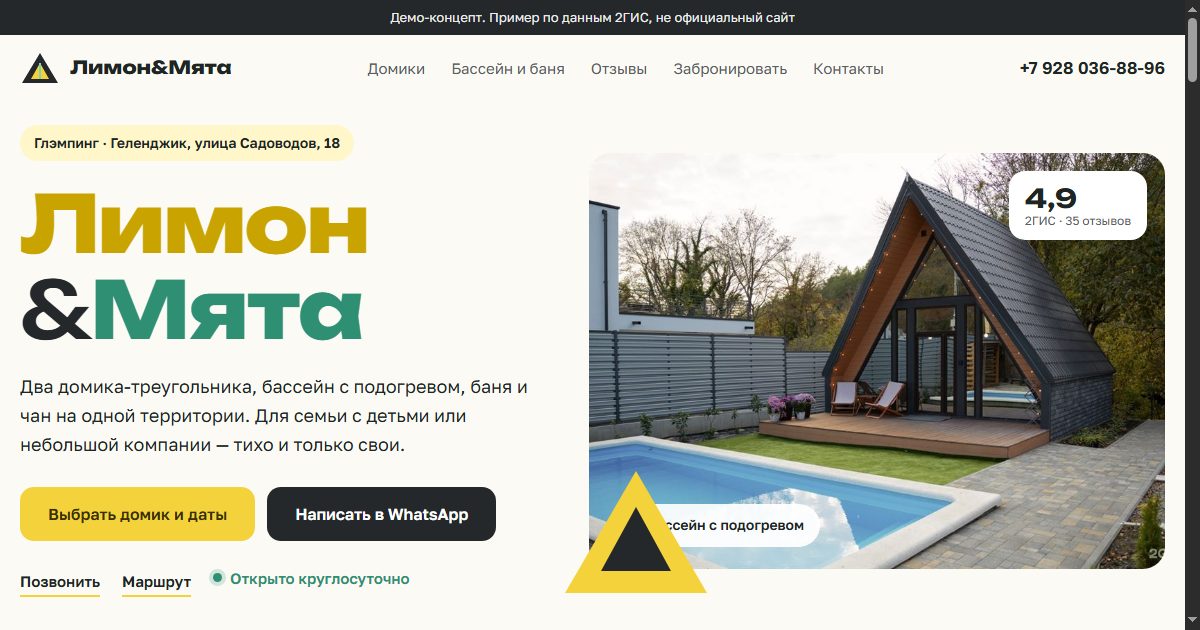 Демо-концепт. Пример по данным 2ГИС, не официальный сайт
Лимон&Мята
Домики
Бассейн и баня
Отзывы
Забронировать
Контакты
+7 928 036-88-96
Глэмпинг · Геленджик, улица Садоводов, 18
Лимон
&Мята
Два домика-треугольника, бассейн с подогревом, баня и
чан на одной территории. Для семьи с детьми или
небольшой компании — тихо и только свои.
Выбрать домик и даты
Написать в WhatsApp
Позвонить
Маршрут
Открыто круглосуточно
4,9
2ГИС · 35 отзывов
с подогревом